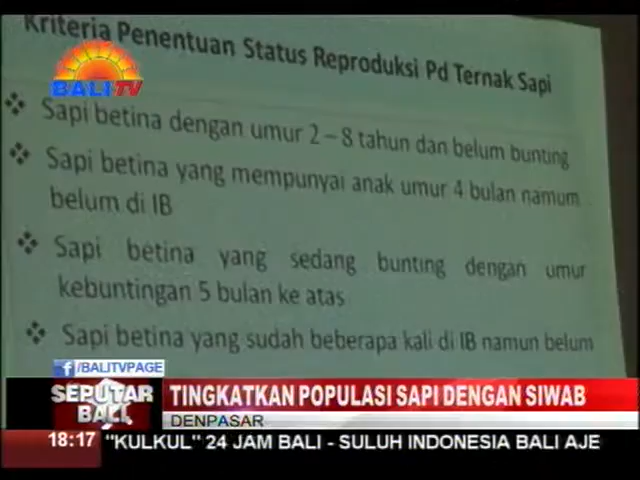 Kriteria Penentuan Status Reproduksi Pd Ternak Sapi
BALI TV
Sapi betina dengan umur 2 – 8 tahun dan belum bunting
Sapi betina yang mempunyai anak umur 4 bulan namum
belum di IB
Sapi betina yang sedang bunting dengan umur
kebuntingan 5 bulan ke atas
Sapi betina yang sudah beberapa kali di IB namun belum
f /BALITVPAGE
SEPUTAR
BALI
TINGKATKAN POPULASI SAPI DENGAN SIWAB
DENPASAR
18:17 "KULKUL" 24 JAM BALI - SULUH INDONESIA BALI AJE